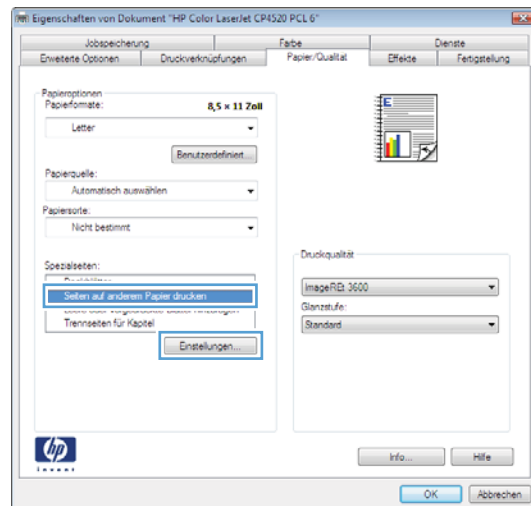 Eigenschaften von Dokument "HP Color LaserJet CP4520 PCL 6"
Jobspeicherung
Farbe
Dienste
Erweiterte Optionen
Druckverknüpfungen
Papier/Qualität
Effekte
Fertigstellung
Papieroptionen
Papierformate:
8,5 × 11 Zoll
Letter
Benutzerdefiniert...
Papierquelle:
Automatisch auswählen
Papiersorte:
Nicht bestimmt
Spezialseiten:
Seiten auf anderem Papier drucken
Trennseiten für Kapitel
Einstellungen...
E
Druckqualität
ImageREt 3600
Glanzstufe:
Standard
hp
invent
Info...
Hilfe
OK
Abbrechen